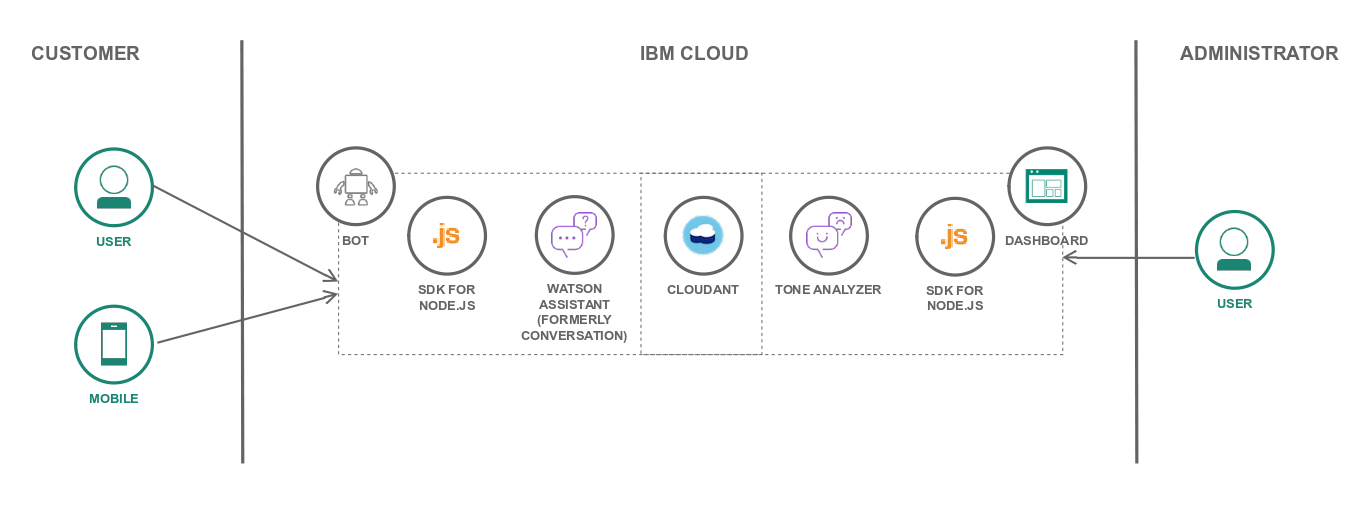 CUSTOMER
IBM CLOUD
ADMINISTRATOR
USER
MOBILE
BOT
.js
SDK FOR
NODE.JS
?
WATSON
ASSISTANT
(FORMERLY
CONVERSATION)
CLOUDANT
TONE ANALYZER
.js
SDK FOR
NODE.JS
DASHBOARD
USER